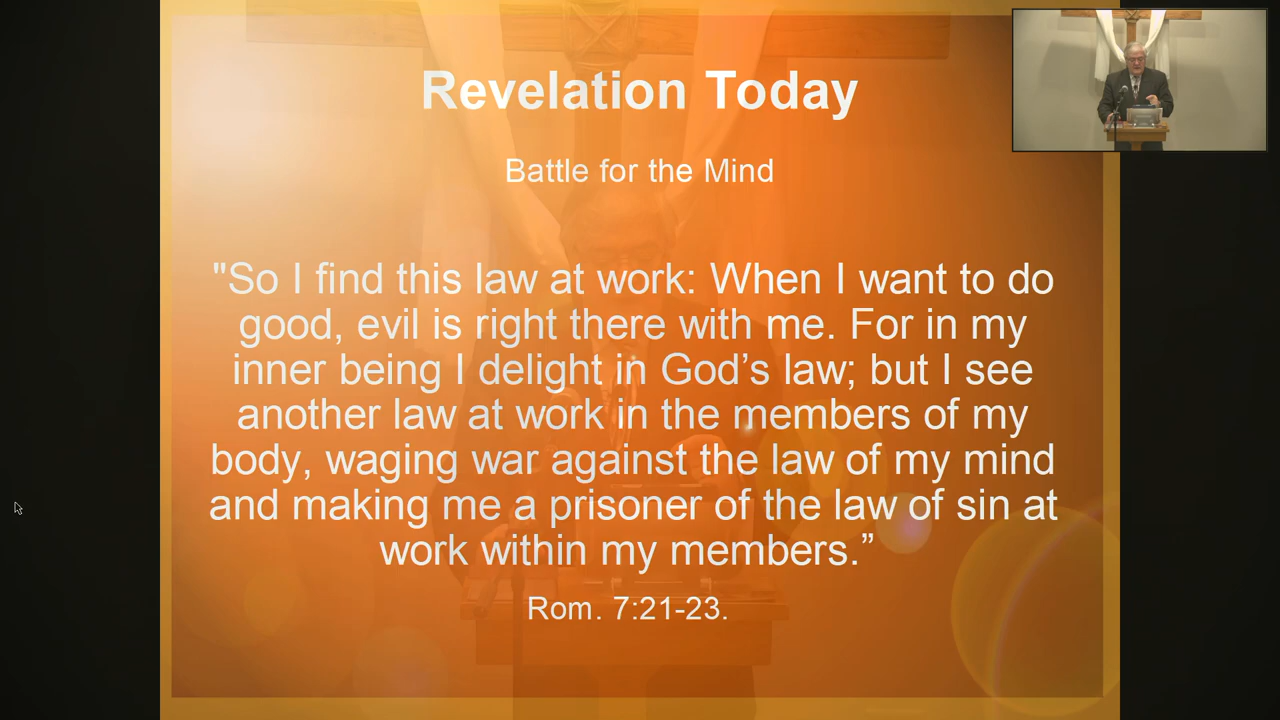 Revelation Today
Battle for the Mind
"So I find this law at work: When I want to do
good, evil is right there with me. For in my
inner being I delight in God’s law; but I see
another law at work in the members of my
body, waging war against the law of my mind
and making me a prisoner of the law of sin at
work within my members.”
Rom. 7:21-23.